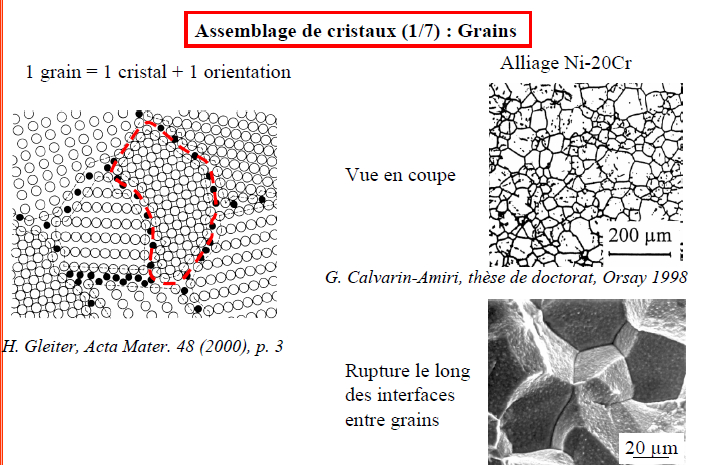 Assemblage de cristaux (1/7) : Grains
1 grain = 1 cristal + 1 orientation
Alliage Ni-20Cr
Vue en coupe
200 µm
G. Calvarin-Amiri, thèse de doctorat, Orsay 1998
H. Gleiter, Acta Mater. 48 (2000), p. 3
Rupture le long
des interfaces
entre grains
20 µm